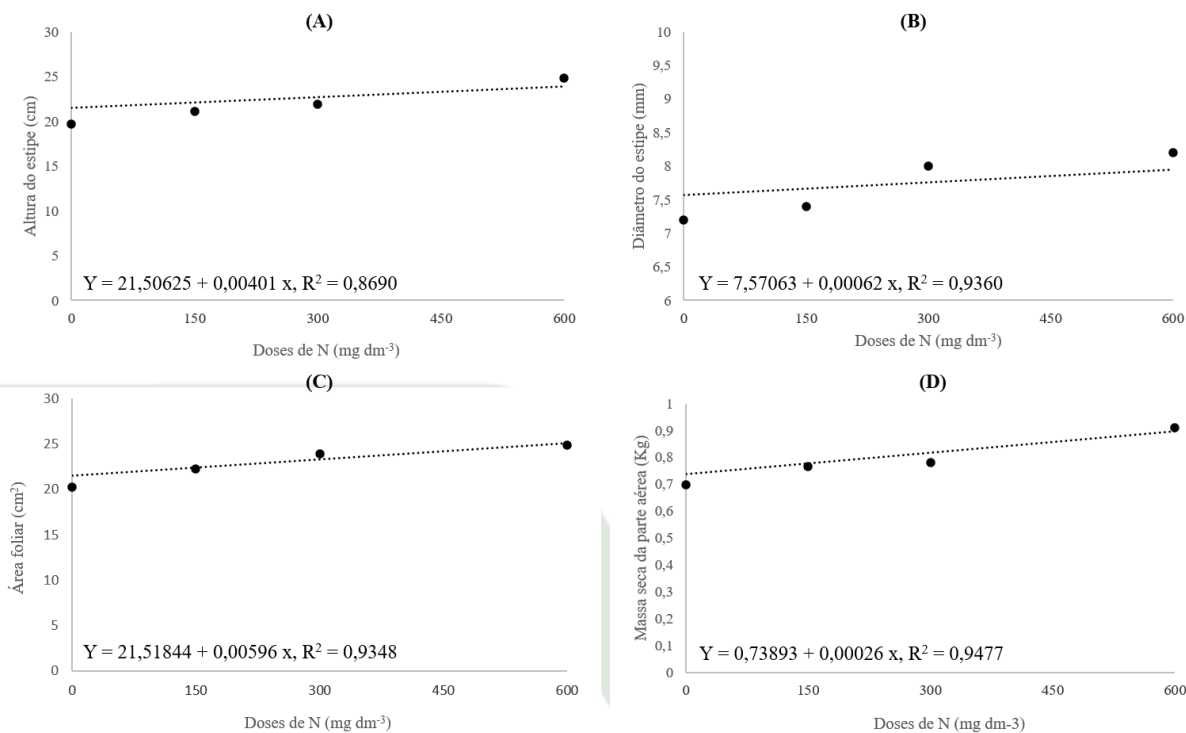 (A)
30
25
20
15
10
5
0
Altura do estipe (cm)
Y = 21,50625 + 0,00401 x, R² = 0,8690
0 150 300 450 600
Doses de N (mg dm⁻³)
(B)
10
9,5
9
8,5
8
7,5
7
6,5
6
Diâmetro do estipe (mm)
Y = 7,57063 + 0,00062 x, R² = 0,9360
0 150 300 450 600
Doses de N (mg dm⁻³)
(C)
30
25
20
15
10
5
0
Área foliar (cm²)
Y = 21,51844 + 0,00596 x, R² = 0,9348
0 150 300 450 600
Doses de N (mg dm⁻³)
(D)
1
0,9
0,8
0,7
0,6
0,5
0,4
0,3
0,2
0,1
0
Massa seca da parte aérea (Kg)
Y = 0,73893 + 0,00026 x, R² = 0,9477
0 150 300 450 600
Doses de N (mg dm-3)